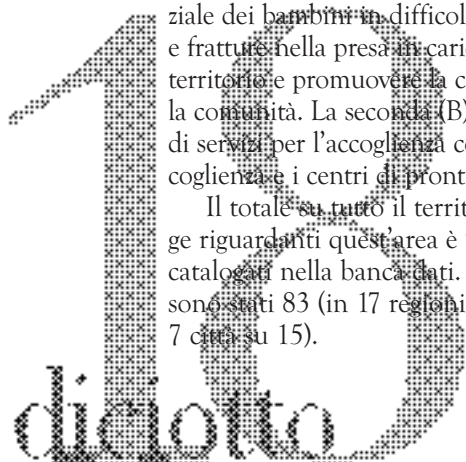 ziale dei bambini in difficol
e fratture nella presa in caric
territorio e promuovere la c
la comunità. La seconda (B)
di servizi per l'accoglienza c
coglienza e i centri di pront
Il totale su tutto il territ
ge riguardanti quest'area è
catalogati nella banca dati.
sono stati 83 (in 17 regioni
7 città su 15).
18
diciotto